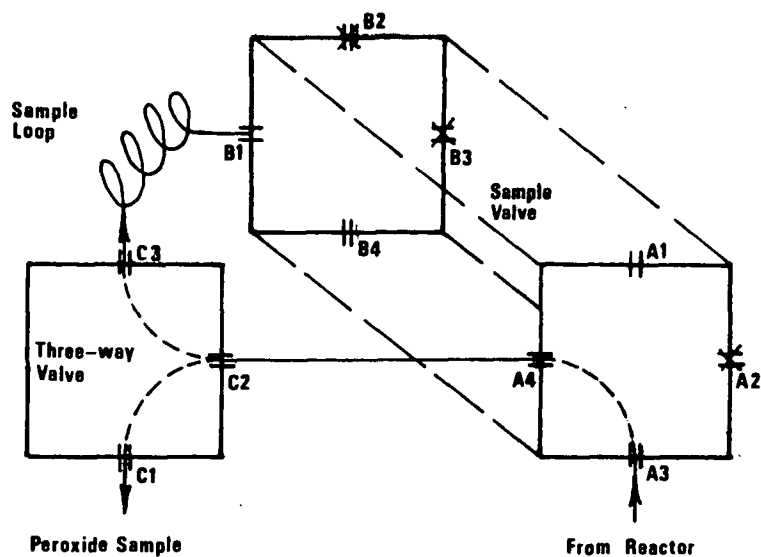 B2
Sample
Loop
B1
B3
Sample
Valve
B4
C3
A1
Three-way
Valve
C2
A4
A2
C1
A3
Peroxide Sample
From Reactor